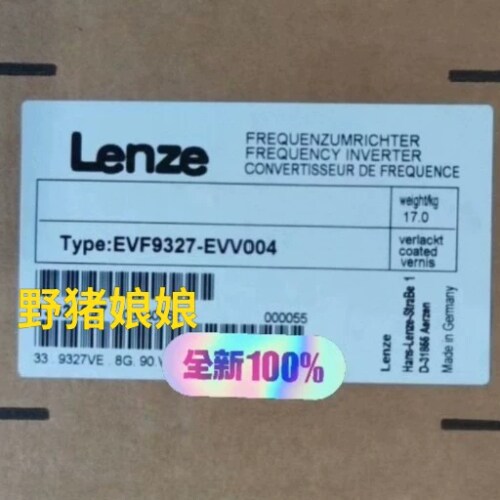 Lenze
FREQUENZUMRICHTER
FREQUENCY INVERTER
CONVERTISSEUR DE FREQUENCE
weight/kg
17.0
Type:EVF9327-EVV004
verlackt
coated
vernis
野猪娘娘
000055
33 . 9327VE . 8G. 90
全新100%
Lenze
Hans-Lenze-Straße 1
D-31866 Aerzen
Made in Germany